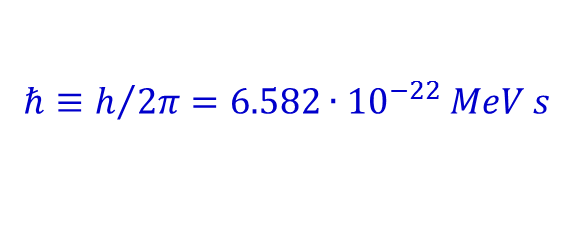 ħ ≡ h/2π = 6.582 · 10⁻²² MeV s